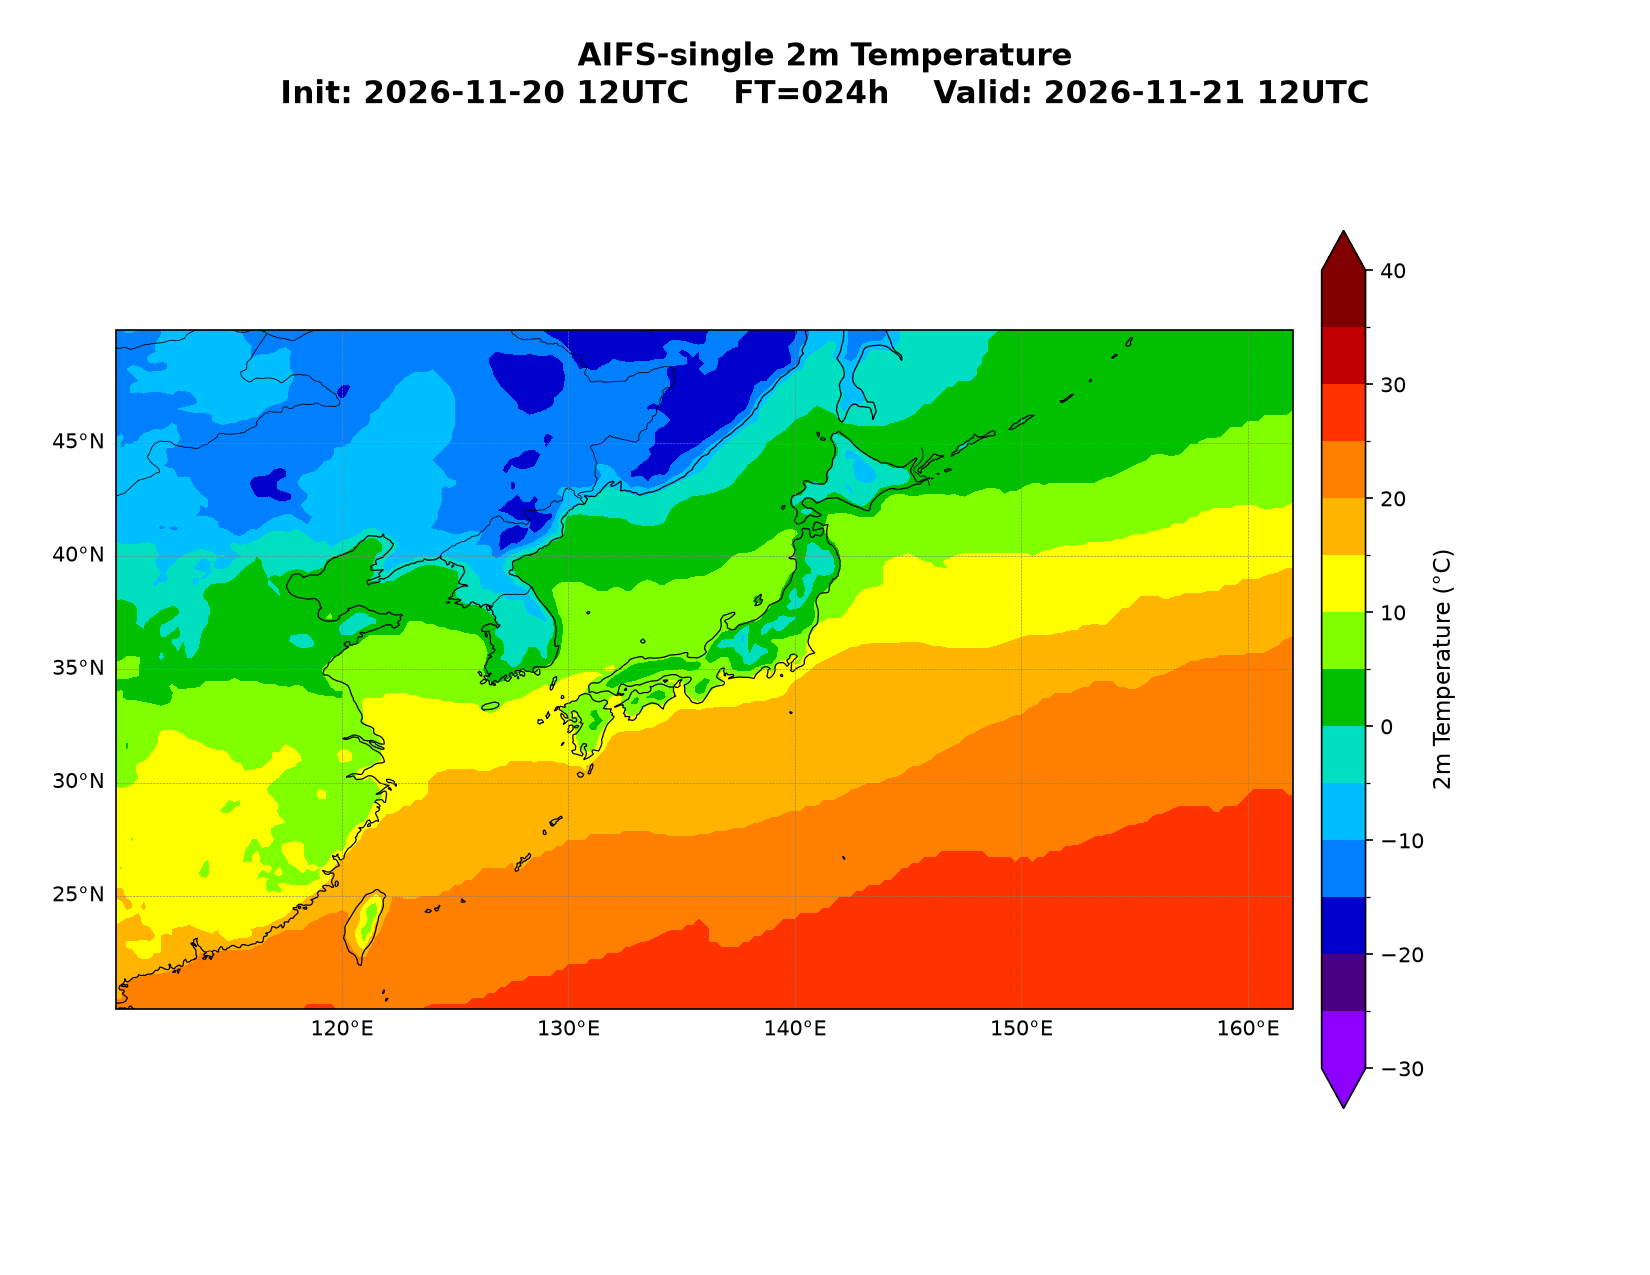 AIFS-single 2m Temperature
Init: 2026-11-20 12UTC    FT=024h    Valid: 2026-11-21 12UTC
45°N
40°N
35°N
30°N
25°N
120°E
130°E
140°E
150°E
160°E
40
30
20
10
0
−10
−20
−30
2m Temperature (°C)